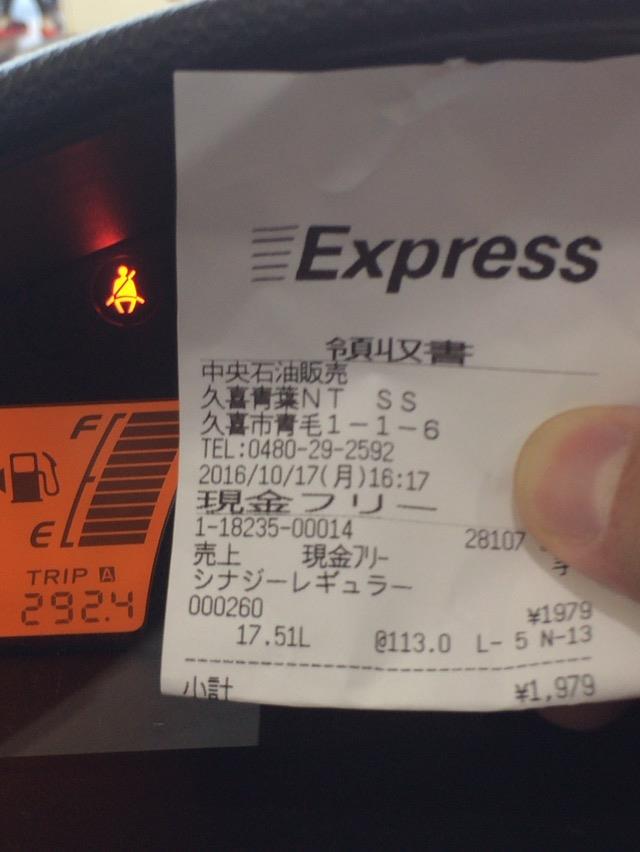 Express
領収書
中央石油販売
久喜青葉NT SS
久喜市青毛1-1-6
TEL:0480-29-2592
2016/10/17(月)16:17
現金フリー
1-18235-00014 28107
売上 現金フリー
シナジーレギュラー
000260 ¥1979
17.51L @113.0 L- 5 N-13
小計 ¥1,979
F
E
TRIP A
292.4